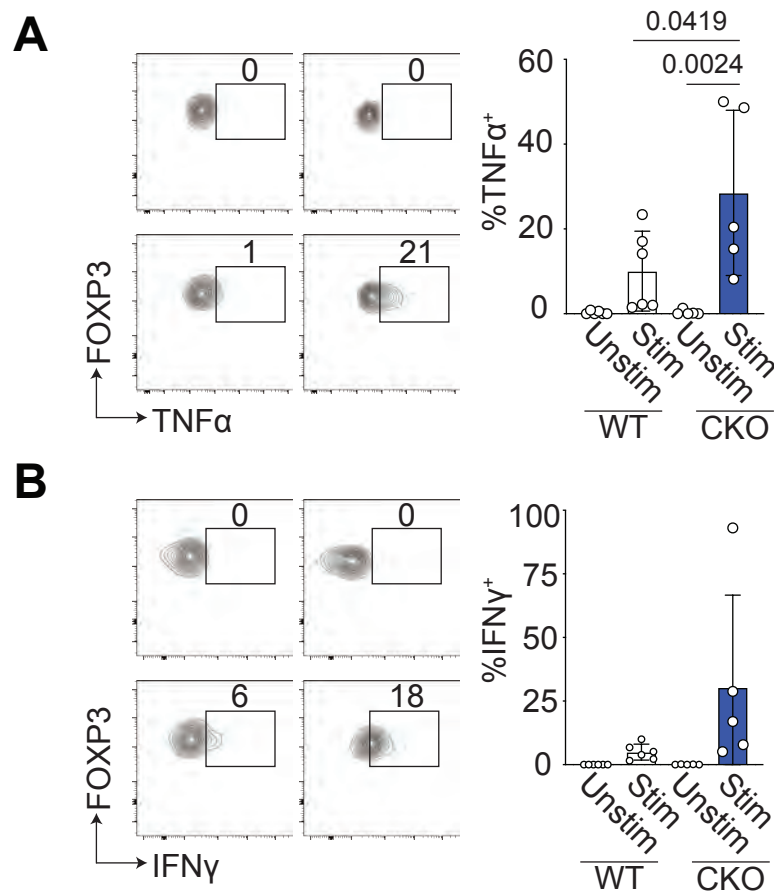 A
0 0
1 21
FOXP3
TNFα
0.0419
0.0024
%TNFα⁺
60
40
20
0
Unstim Stim Unstim Stim
WT CKO
B
0 0
6 18
FOXP3
IFNγ
%IFNγ⁺
100
75
50
25
0
Unstim Stim Unstim Stim
WT CKO